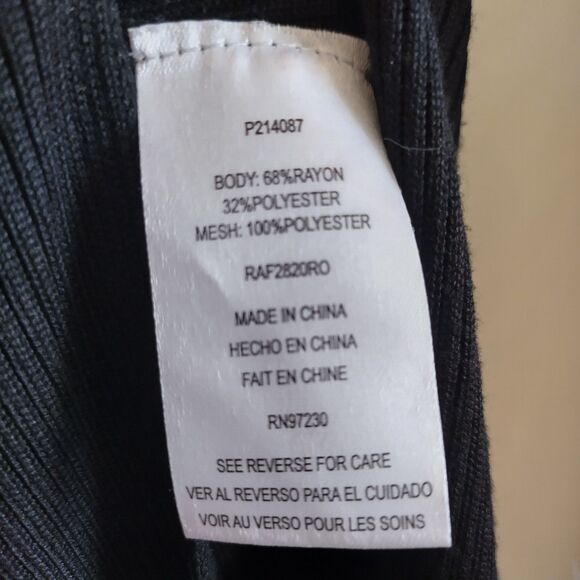 P214087
BODY: 68%RAYON
32%POLYESTER
MESH: 100%POLYESTER
RAF2820RO
MADE IN CHINA
HECHO EN CHINA
FAIT EN CHINE
RN97230
SEE REVERSE FOR CARE
VER AL REVERSO PARA EL CUIDADO
VOIR AU VERSO POUR LES SOINS